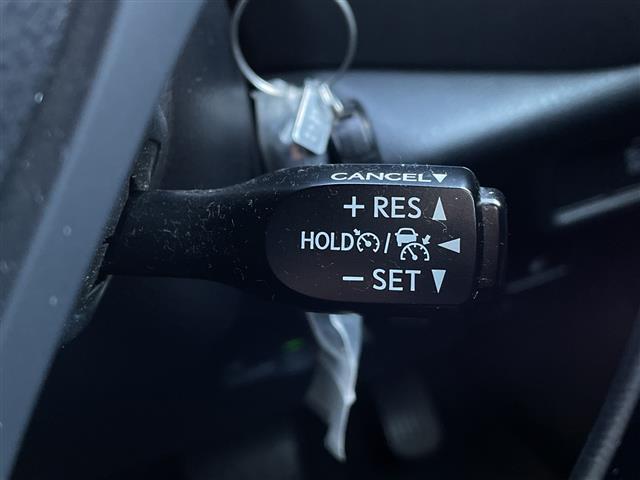 CANCEL▼
+ RES ▲
HOLD / ◄
− SET ▼